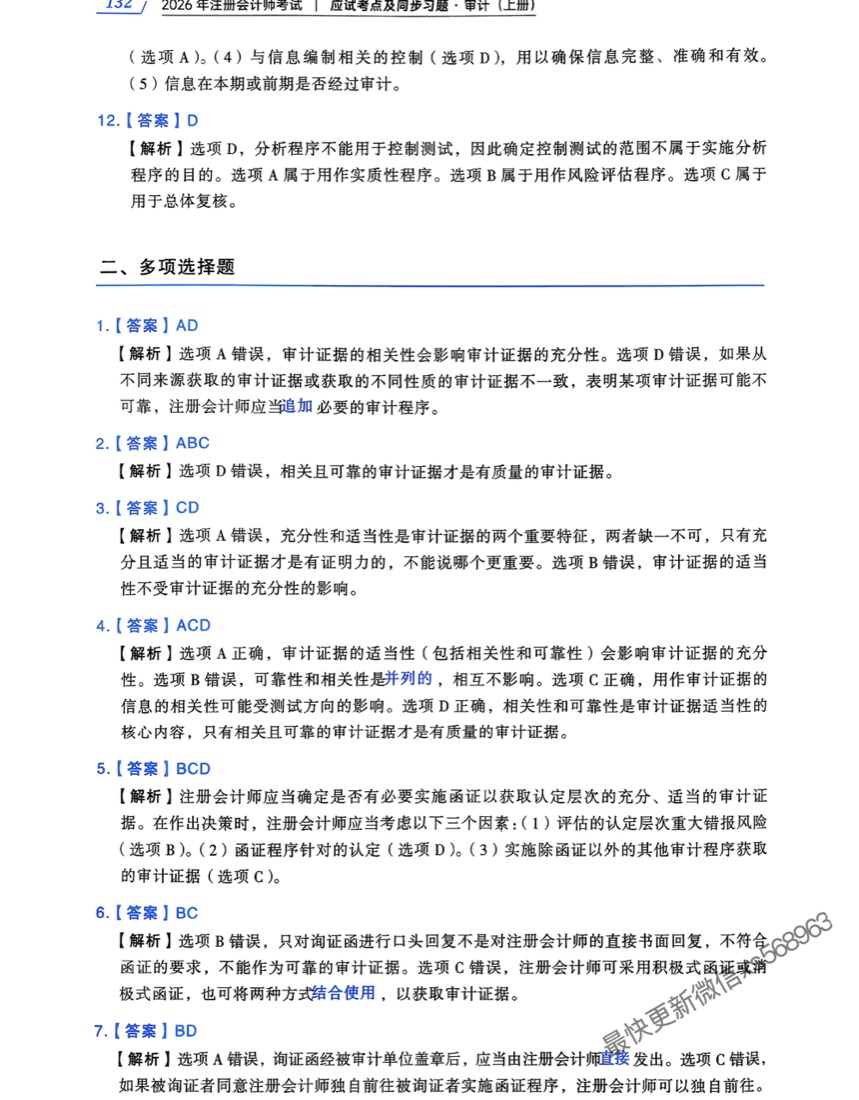 132 / 2026 年注册会计师考试 | 应试考点及同步习题·审计（上册）
（选项 A）。（4）与信息编制相关的控制（选项 D），用以确保信息完整、准确和有效。
（5）信息在本期或前期是否经过审计。
12.【答案】D
【解析】选项 D，分析程序不能用于控制测试，因此确定控制测试的范围不属于实施分析
程序的目的。选项 A 属于用作实质性程序。选项 B 属于用作风险评估程序。选项 C 属于
用于总体复核。
二、多项选择题
1.【答案】AD
【解析】选项 A 错误，审计证据的相关性会影响审计证据的充分性。选项 D 错误，如果从
不同来源获取的审计证据或获取的不同性质的审计证据不一致，表明某项审计证据可能不
可靠，注册会计师应当追加必要的审计程序。
2.【答案】ABC
【解析】选项 D 错误，相关且可靠的审计证据才是有质量的审计证据。
3.【答案】CD
【解析】选项 A 错误，充分性和适当性是审计证据的两个重要特征，两者缺一不可，只有充
分且适当的审计证据才是有证明力的，不能说哪个更重要。选项 B 错误，审计证据的适当
性不受审计证据的充分性的影响。
4.【答案】ACD
【解析】选项 A 正确，审计证据的适当性（包括相关性和可靠性）会影响审计证据的充分
性。选项 B 错误，可靠性和相关性是并列的，相互不影响。选项 C 正确，用作审计证据的
信息的相关性可能受测试方向的影响。选项 D 正确，相关性和可靠性是审计证据适当性的
核心内容，只有相关且可靠的审计证据才是有质量的审计证据。
5.【答案】BCD
【解析】注册会计师应当确定是否有必要实施函证以获取认定层次的充分、适当的审计证
据。在作出决策时，注册会计师应当考虑以下三个因素：（1）评估的认定层次重大错报风险
（选项 B）。（2）函证程序针对的认定（选项 D）。（3）实施除函证以外的其他审计程序获取
的审计证据（选项 C）。
6.【答案】BC
【解析】选项 B 错误，只对询证函进行口头回复不是对注册会计师的直接书面回复，不符合
函证的要求，不能作为可靠的审计证据。选项 C 错误，注册会计师可采用积极式函证或消
极式函证，也可将两种方式结合使用，以获取审计证据。
7.【答案】BD
【解析】选项 A 错误，询证函经被审计单位盖章后，应当由注册会计师直接发出。选项 C 错误，
如果被询证者同意注册会计师独自前往被询证者实施函证程序，注册会计师可以独自前往。
最快更新微信
568963